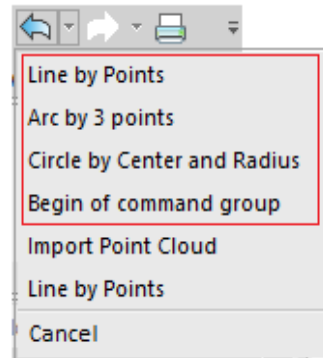 Line by Points
Arc by 3 points
Circle by Center and Radius
Begin of command group
Import Point Cloud
Line by Points
Cancel